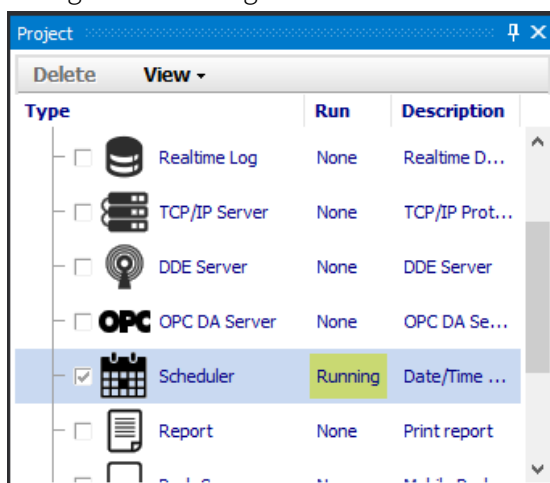 Project
Delete View
Type Run Description
Realtime Log None Realtime D...
TCP/IP Server None TCP/IP Prot...
DDE Server None DDE Server
OPC OPC DA Server None OPC DA Se...
Scheduler Running Date/Time ...
Report None Print report